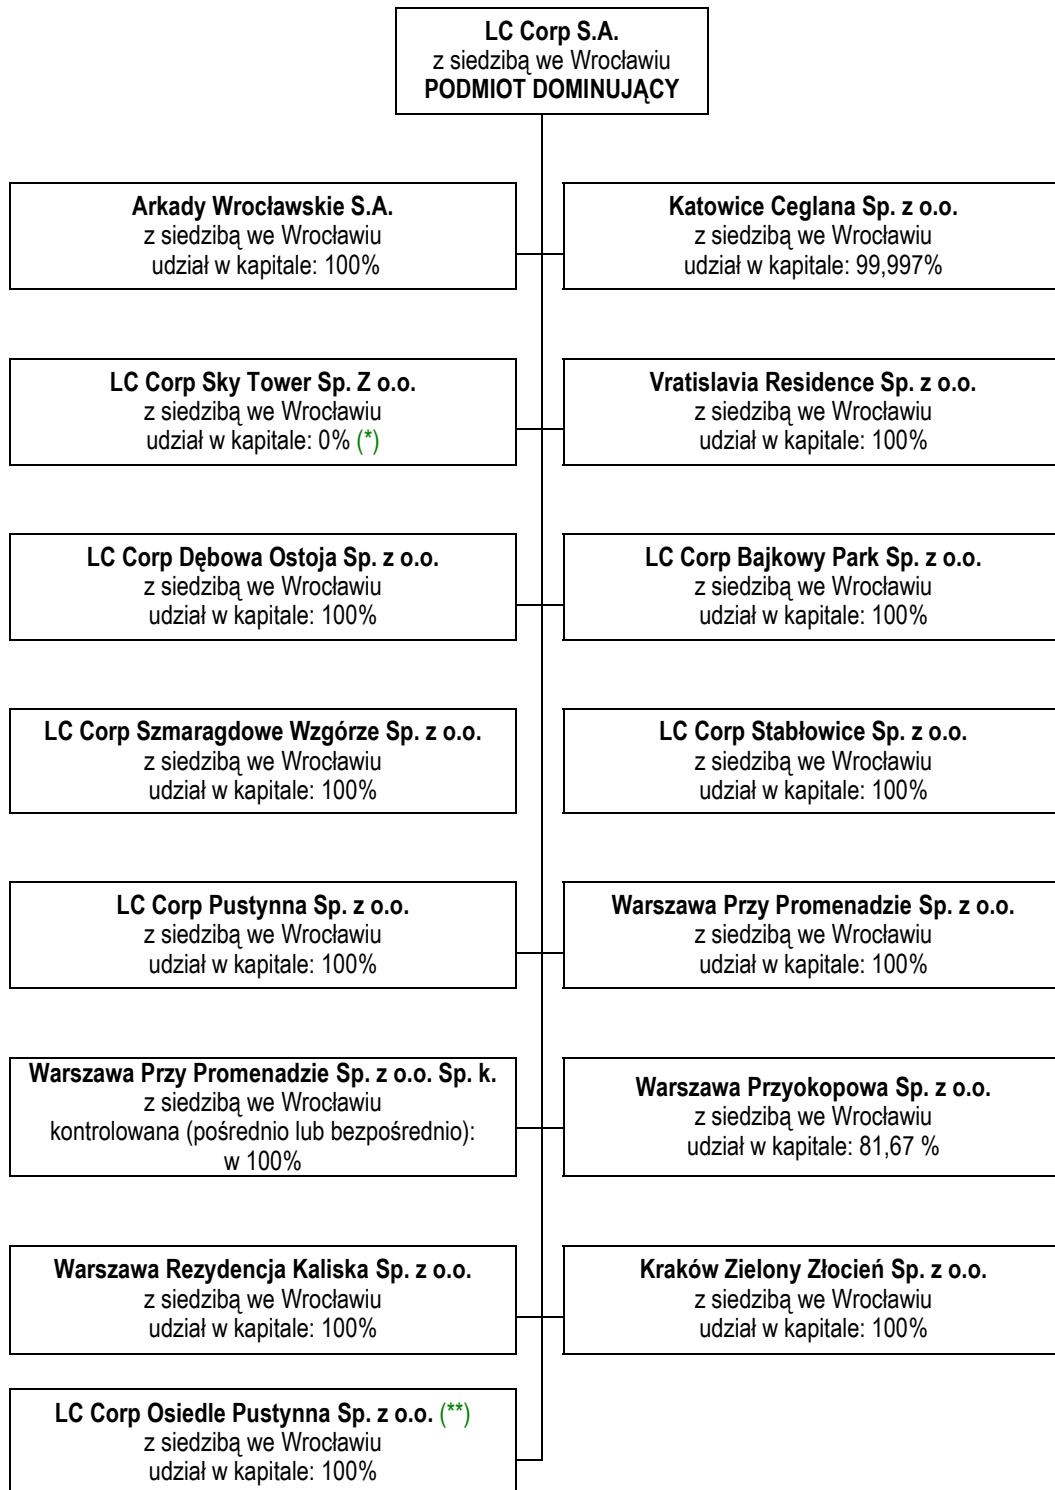 LC Corp S.A.
z siedzibą we Wrocławiu
PODMIOT DOMINUJĄCY
Arkady Wrocławskie S.A.
z siedzibą we Wrocławiu
udział w kapitale: 100%
Katowice Ceglana Sp. z o.o.
z siedzibą we Wrocławiu
udział w kapitale: 99,997%
LC Corp Sky Tower Sp. Z o.o.
z siedzibą we Wrocławiu
udział w kapitale: 0% (*)
Vratislavia Residence Sp. z o.o.
z siedzibą we Wrocławiu
udział w kapitale: 100%
LC Corp Dębowa Ostoja Sp. z o.o.
z siedzibą we Wrocławiu
udział w kapitale: 100%
LC Corp Bajkowy Park Sp. z o.o.
z siedzibą we Wrocławiu
udział w kapitale: 100%
LC Corp Szmaragdowe Wzgórze Sp. z o.o.
z siedzibą we Wrocławiu
udział w kapitale: 100%
LC Corp Stabłowice Sp. z o.o.
z siedzibą we Wrocławiu
udział w kapitale: 100%
LC Corp Pustynna Sp. z o.o.
z siedzibą we Wrocławiu
udział w kapitale: 100%
Warszawa Przy Promenadzie Sp. z o.o.
z siedzibą we Wrocławiu
udział w kapitale: 100%
Warszawa Przy Promenadzie Sp. z o.o. Sp. k.
z siedzibą we Wrocławiu
kontrolowana (pośrednio lub bezpośrednio):
w 100%
Warszawa Przyokopowa Sp. z o.o.
z siedzibą we Wrocławiu
udział w kapitale: 81,67 %
Warszawa Rezydencja Kaliska Sp. z o.o.
z siedzibą we Wrocławiu
udział w kapitale: 100%
Kraków Zielony Złocień Sp. z o.o.
z siedzibą we Wrocławiu
udział w kapitale: 100%
LC Corp Osiedle Pustynna Sp. z o.o. (**)
z siedzibą we Wrocławiu
udział w kapitale: 100%